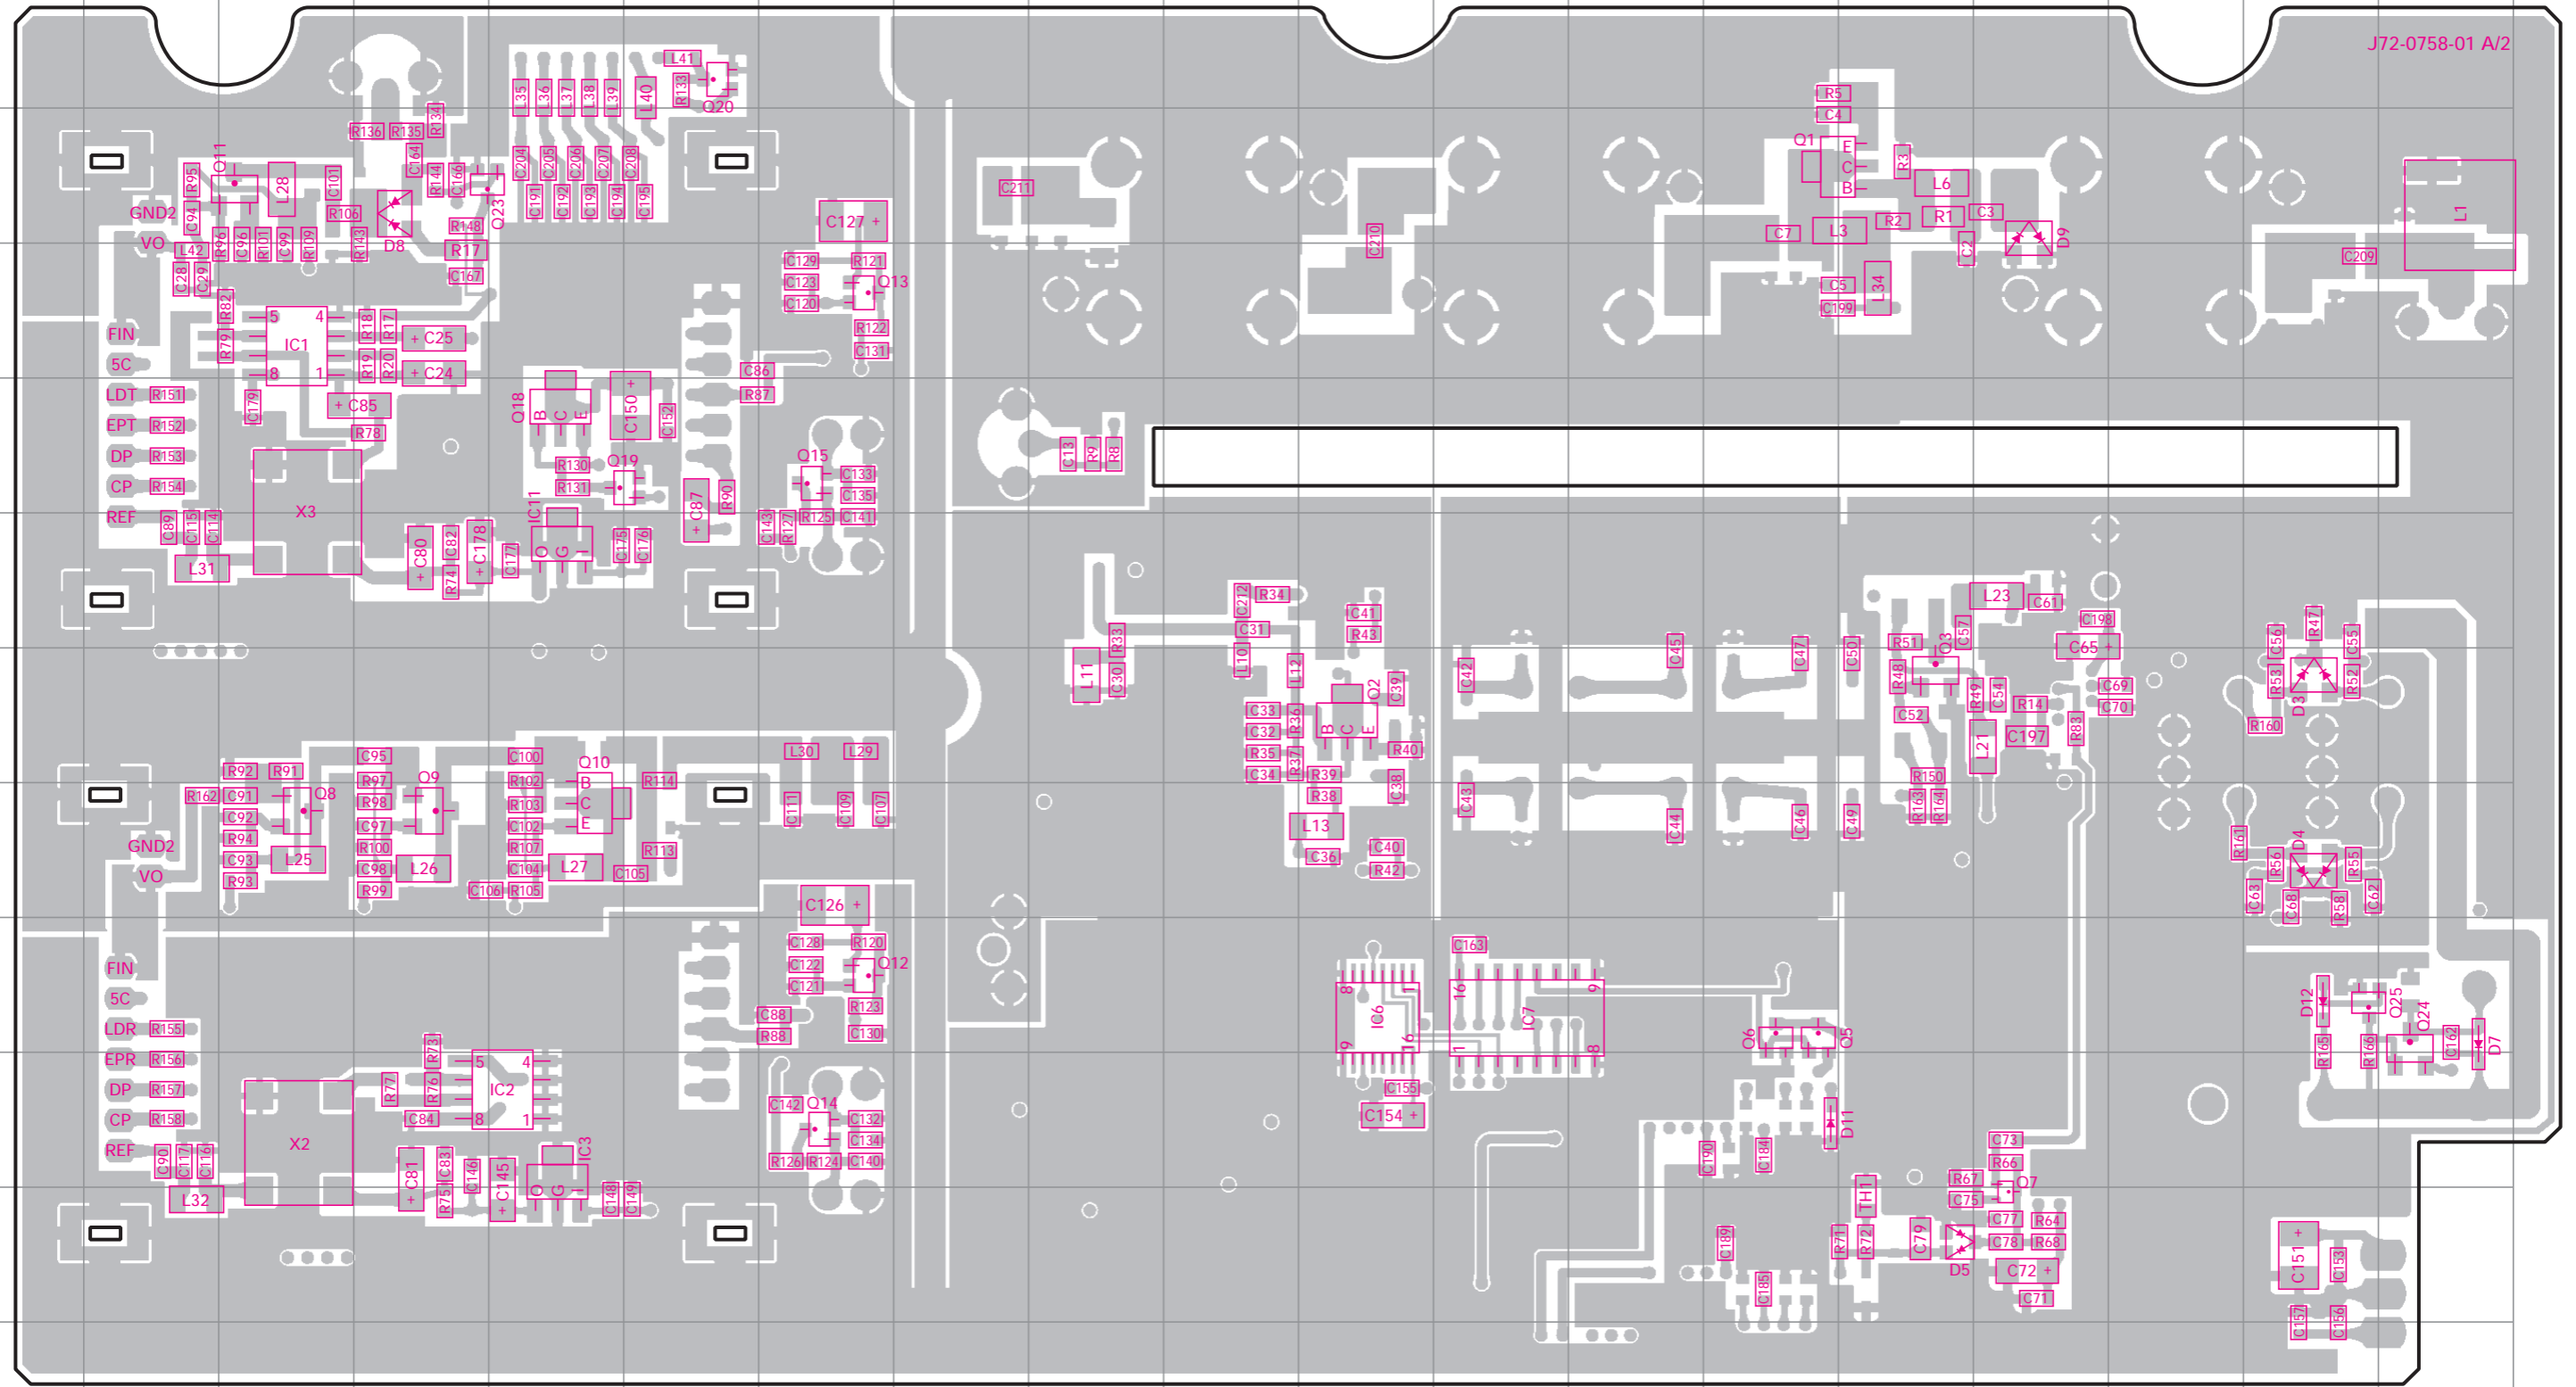 J72-0758-01 A/2
L41
R133
Q20
L35 L36 L37 L38 L39 L40
R5
C4
R136 R135 R134
Q1
E
C
B
R3
C164
R144 C166
Q23
C204 C205 C206 C207 C208
C191 C192 C193 C194 C195
R95
Q11
L28
C101
C94
R106
D8
R148
R17
C167
C211
C210
L6
C3
R1
R2
L3
C7
C2
D9
L1
C209
GND2
VO
L42
R96 C96 R101 C99 R109 R143
C28 C29
C127 +
C129 R121
C123 Q13
C120
R122
C131
C5
C199
L34
R82
R79
5 4
IC1
8 1
R18 R17
R19 R20
+ C25
+ C24
+ C85
R78
C179
FIN
5C
LDT R151
EPT R152
DP R153
CP R154
REF
C86
R87
Q18
B C E
+
C150
C152
R130
R131
Q19
R90
C87
+
Q15
C133
C135
R125 C141
C143 R127
C13 R9 R8
X3
C89 C115 C114
L31
C80
+
C82
R74
+ C178
C177
IC11
O G I
C175 C176
C212
R34
C31
L10
L12
C41
R43
R33
L11
C30
Q2
B C E
C39
C33
C32
R35
C34
R36
R37
R39
R38
C38
R40
L13
C36
C40
R42
C42
C43
C45
C44
C47
C46
C50
C49
L23
C61
C198
C65 +
R51
Q3
C57
R48
R49
C54
C52
R14
C197
R83
C69
C70
L21
R150
R163 R164
R47
C56 C55
R53 R52
D3
R160
R161
D4
R56 R55
C63 C68 R58 C62
C95 C100
Q10
B
C
E
L30 L29
R92 R91
R97
Q9
R102
R114
R162 C91
Q8
R98
R103
C92
C97 C102
R94
R100 R107
R113
C93
L25
C98
L26
C104
L27
C105
R93
R99
C106 R105
C111 C109 C107
GND2
VO
C126 +
C128 R120
C122 Q12
C121
R123
C88
R88
C130
FIN
5C
LDR R155
EPR R156
DP R157
CP R158
REF
C163
8 1
IC6
9 16
16 9
IC7
1 8
C155
C154 +
Q6 Q5
D12
Q25
Q24
R165 R166 C162
D7
R73
R77 R76
C84
5 4
IC2
8 1
X2
C142
Q14
C132
C134
R126 R124 C140
C90 C117 C116
L32
C81
+
C83
R75
C146
C145
+
IC3
O G I
C148 C149
D11
C190 C184
C189
C185
TH1
R71 R72
C73
R66
R67 Q7
C75
C77 R64
C78 R68
C79
D5
C72 +
C71
+
C151
C153
C157 C156